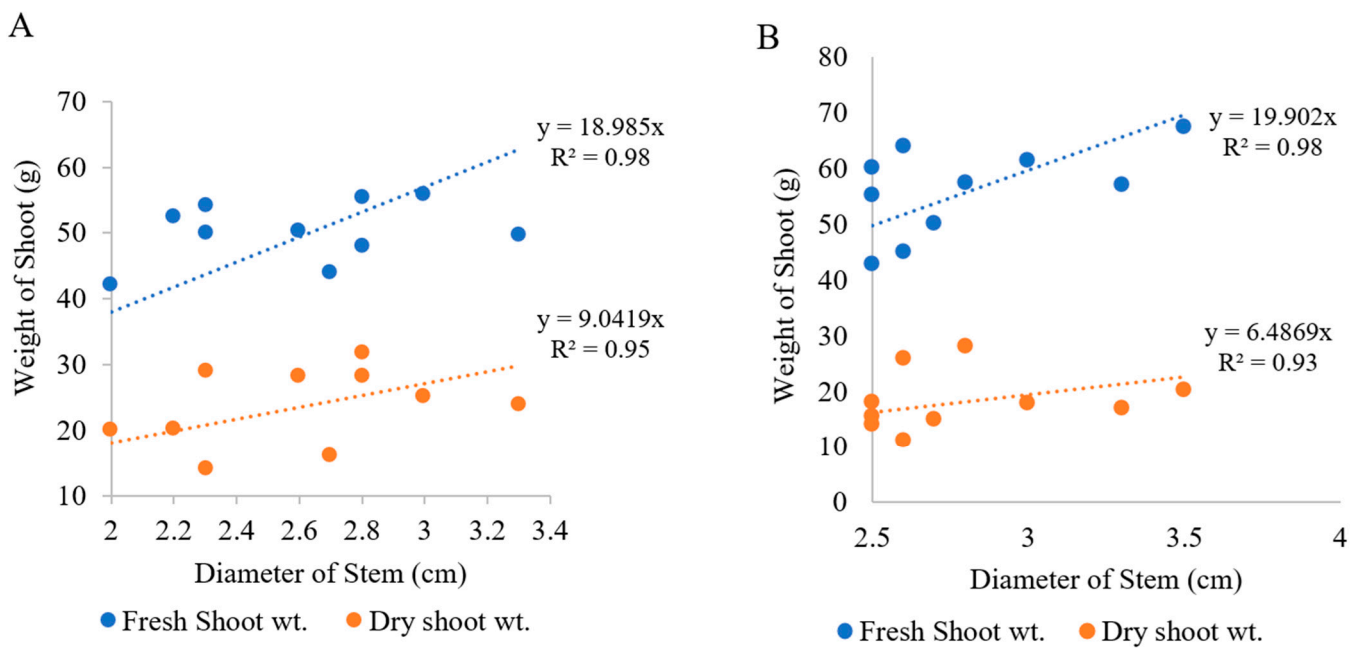 A
Weight of Shoot (g)
70
60
50
40
30
20
10
y = 18.985x
R² = 0.98
y = 9.0419x
R² = 0.95
2
2.2
2.4
2.6
2.8
3
3.2
3.4
Diameter of Stem (cm)
Fresh Shoot wt.
Dry shoot wt.
B
Weight of Shoot (g)
80
70
60
50
40
30
20
10
0
y = 19.902x
R² = 0.98
y = 6.4869x
R² = 0.93
2.5
3
3.5
4
Diameter of Stem (cm)
Fresh Shoot wt.
Dry shoot wt.